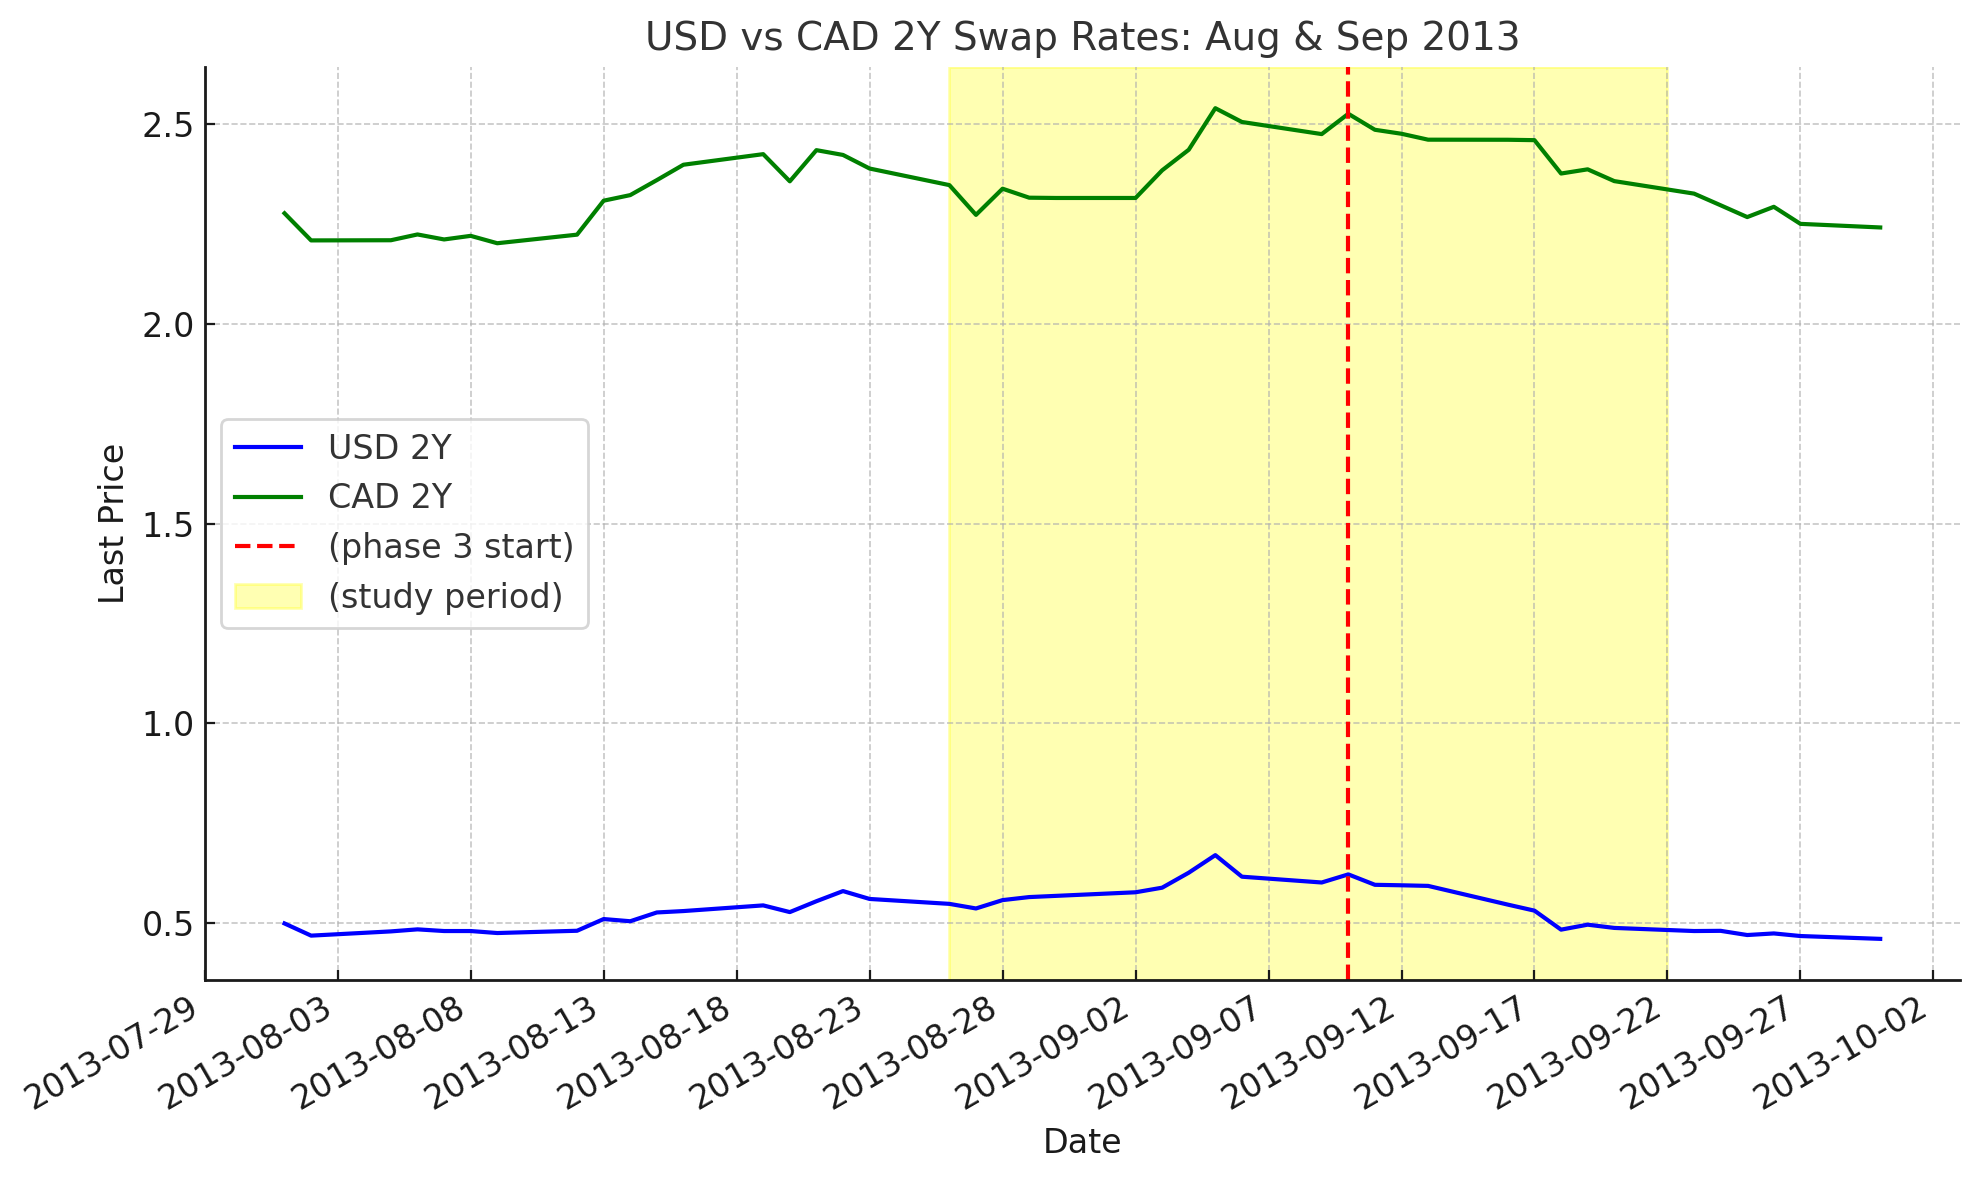 USD vs CAD 2Y Swap Rates: Aug & Sep 2013
Last Price
2.5
2.0
1.5
1.0
0.5
USD 2Y
CAD 2Y
(phase 3 start)
(study period)
2013-07-29
2013-08-03
2013-08-08
2013-08-13
2013-08-18
2013-08-23
2013-08-28
2013-09-02
2013-09-07
2013-09-12
2013-09-17
2013-09-22
2013-09-27
2013-10-02
Date